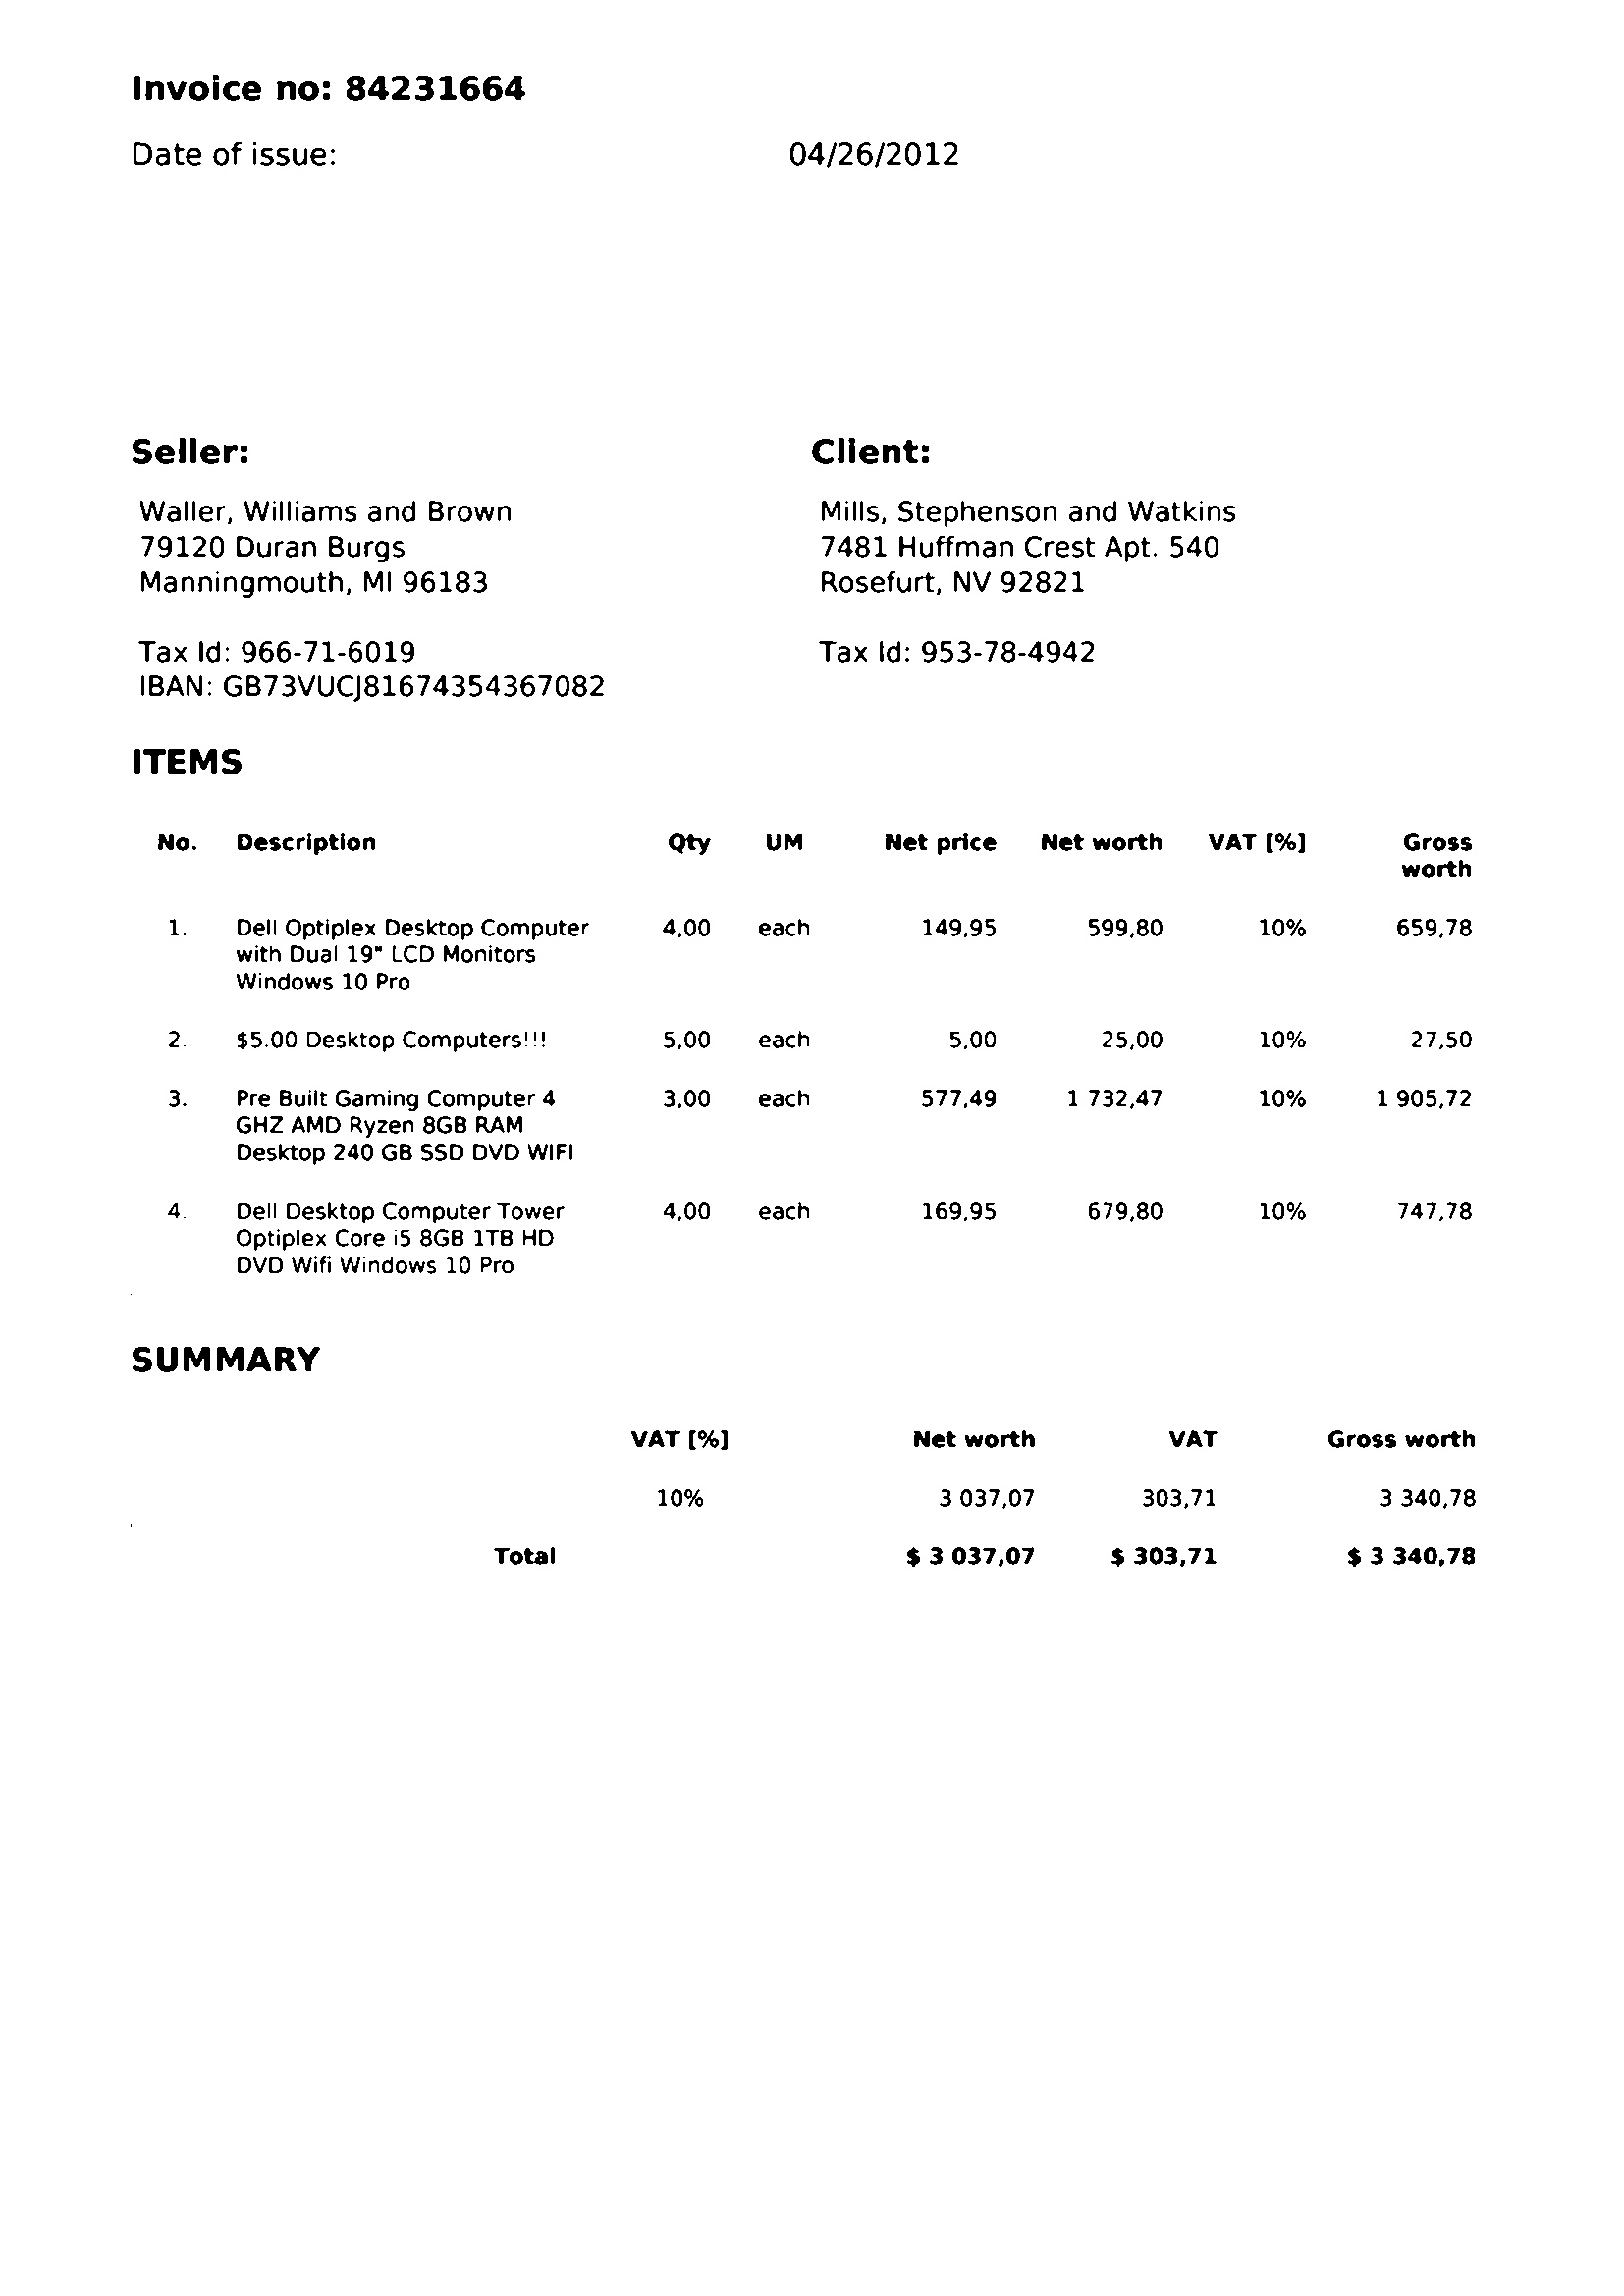 Invoice no: 84231664
Date of issue: 04/26/2012
Seller: Client:
Waller, Williams and Brown Mills, Stephenson and Watkins
79120 Duran Burgs 7481 Huffman Crest Apt. 540
Manningmouth, MI 96183 Rosefurt, NV 92821
Tax Id: 966-71-6019 Tax Id: 953-78-4942
IBAN: GB73VUCJ81674354367082
ITEMS
No. Description Qty UM Net price Net worth VAT [%] Gross
worth
1. Dell Optiplex Desktop Computer 4,00 each 149,95 599,80 10% 659,78
with Dual 19" LCD Monitors
Windows 10 Pro
2. $5.00 Desktop Computers!!! 5,00 each 5,00 25,00 10% 27,50
3. Pre Built Gaming Computer 4 3,00 each 577,49 1 732,47 10% 1 905,72
GHZ AMD Ryzen 8GB RAM
Desktop 240 GB SSD DVD WIFI
4. Dell Desktop Computer Tower 4,00 each 169,95 679,80 10% 747,78
Optiplex Core i5 8GB 1TB HD
DVD Wifi Windows 10 Pro
SUMMARY
VAT [%] Net worth VAT Gross worth
10% 3 037,07 303,71 3 340,78
Total $ 3 037,07 $ 303,71 $ 3 340,78